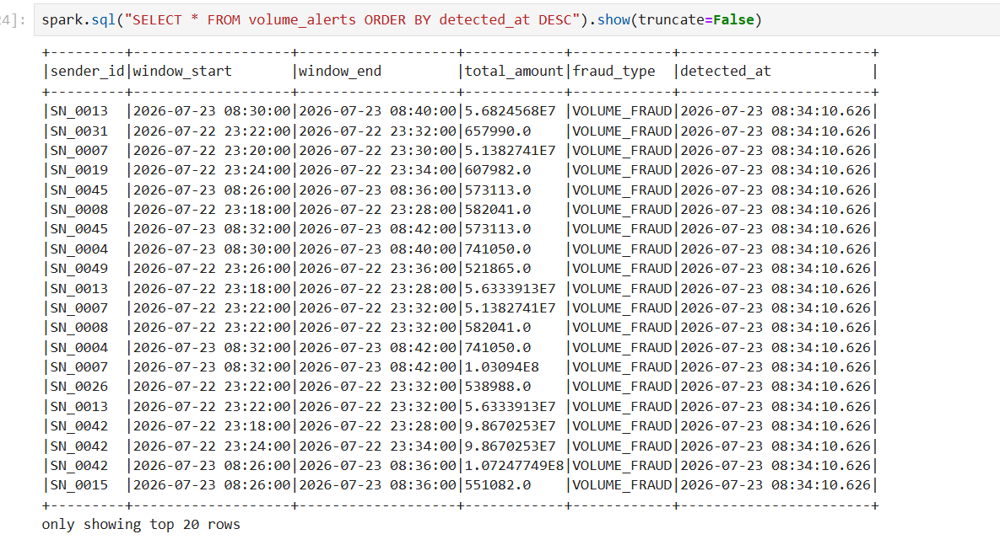 4]: spark.sql("SELECT * FROM volume_alerts ORDER BY detected_at DESC").show(truncate=False)
+---------+-------------------+-------------------+------------+------------+-----------------------+
|sender_id|window_start       |window_end         |total_amount|fraud_type  |detected_at            |
+---------+-------------------+-------------------+------------+------------+-----------------------+
|SN_0013  |2026-07-23 08:30:00|2026-07-23 08:40:00|5.6824568E7 |VOLUME_FRAUD|2026-07-23 08:34:10.626|
|SN_0031  |2026-07-22 23:22:00|2026-07-22 23:32:00|657990.0    |VOLUME_FRAUD|2026-07-23 08:34:10.626|
|SN_0007  |2026-07-22 23:20:00|2026-07-22 23:30:00|5.1382741E7 |VOLUME_FRAUD|2026-07-23 08:34:10.626|
|SN_0019  |2026-07-22 23:24:00|2026-07-22 23:34:00|607982.0    |VOLUME_FRAUD|2026-07-23 08:34:10.626|
|SN_0045  |2026-07-23 08:26:00|2026-07-23 08:36:00|573113.0    |VOLUME_FRAUD|2026-07-23 08:34:10.626|
|SN_0008  |2026-07-22 23:18:00|2026-07-22 23:28:00|582041.0    |VOLUME_FRAUD|2026-07-23 08:34:10.626|
|SN_0045  |2026-07-23 08:32:00|2026-07-23 08:42:00|573113.0    |VOLUME_FRAUD|2026-07-23 08:34:10.626|
|SN_0004  |2026-07-23 08:30:00|2026-07-23 08:40:00|741050.0    |VOLUME_FRAUD|2026-07-23 08:34:10.626|
|SN_0049  |2026-07-22 23:26:00|2026-07-22 23:36:00|521865.0    |VOLUME_FRAUD|2026-07-23 08:34:10.626|
|SN_0013  |2026-07-22 23:18:00|2026-07-22 23:28:00|5.6333913E7 |VOLUME_FRAUD|2026-07-23 08:34:10.626|
|SN_0007  |2026-07-22 23:22:00|2026-07-22 23:32:00|5.1382741E7 |VOLUME_FRAUD|2026-07-23 08:34:10.626|
|SN_0008  |2026-07-22 23:22:00|2026-07-22 23:32:00|582041.0    |VOLUME_FRAUD|2026-07-23 08:34:10.626|
|SN_0004  |2026-07-23 08:32:00|2026-07-23 08:42:00|741050.0    |VOLUME_FRAUD|2026-07-23 08:34:10.626|
|SN_0007  |2026-07-23 08:32:00|2026-07-23 08:42:00|1.03094E8   |VOLUME_FRAUD|2026-07-23 08:34:10.626|
|SN_0026  |2026-07-22 23:22:00|2026-07-22 23:32:00|538988.0    |VOLUME_FRAUD|2026-07-23 08:34:10.626|
|SN_0013  |2026-07-22 23:22:00|2026-07-22 23:32:00|5.6333913E7 |VOLUME_FRAUD|2026-07-23 08:34:10.626|
|SN_0042  |2026-07-22 23:18:00|2026-07-22 23:28:00|9.8670253E7 |VOLUME_FRAUD|2026-07-23 08:34:10.626|
|SN_0042  |2026-07-22 23:24:00|2026-07-22 23:34:00|9.8670253E7 |VOLUME_FRAUD|2026-07-23 08:34:10.626|
|SN_0042  |2026-07-23 08:26:00|2026-07-23 08:36:00|1.07247749E8|VOLUME_FRAUD|2026-07-23 08:34:10.626|
|SN_0015  |2026-07-23 08:26:00|2026-07-23 08:36:00|551082.0    |VOLUME_FRAUD|2026-07-23 08:34:10.626|
+---------+-------------------+-------------------+------------+------------+-----------------------+
only showing top 20 rows